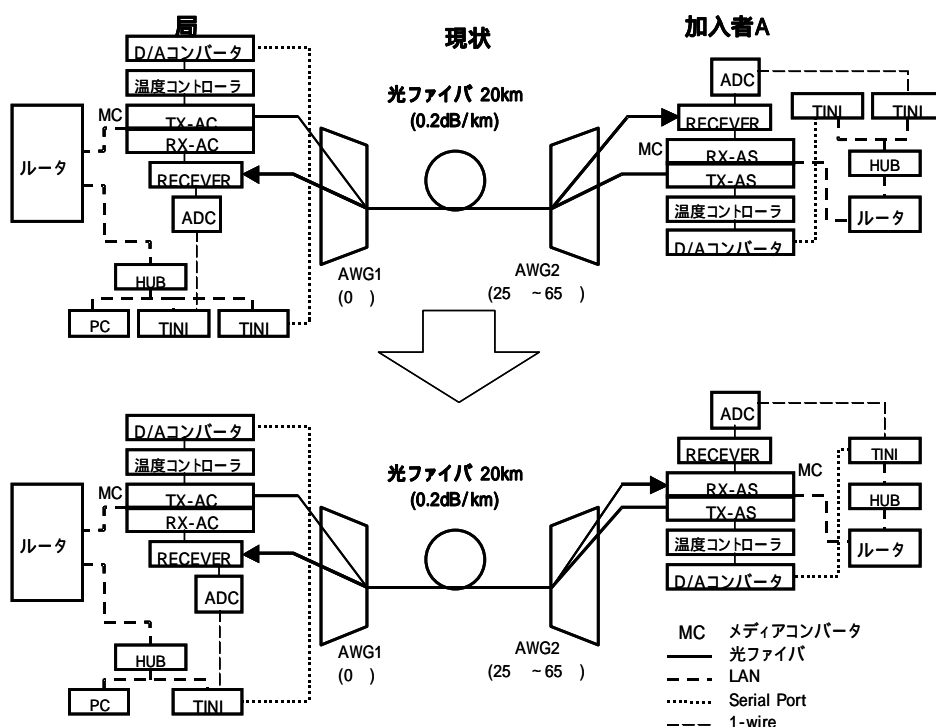 局
現状
加入者A
D/Aコンバータ
温度コントローラ
MC
TX-AC
RX-AC
ルータ
RECEVER
ADC
HUB
PC
TINI
TINI
光ファイバ 20km
(0.2dB/km)
AWG1
(0 )
AWG2
(25 ~65 )
ADC
RECEVER
TINI
TINI
MC
RX-AS
TX-AS
HUB
温度コントローラ
ルータ
D/Aコンバータ
D/Aコンバータ
温度コントローラ
MC
TX-AC
RX-AC
ルータ
RECEVER
ADC
HUB
PC
TINI
光ファイバ 20km
(0.2dB/km)
AWG1
(0 )
AWG2
(25 ~65 )
ADC
RECEVER
TINI
MC
RX-AS
TX-AS
HUB
温度コントローラ
ルータ
D/Aコンバータ
MC メディアコンバータ
光ファイバ
LAN
Serial Port
1-wire